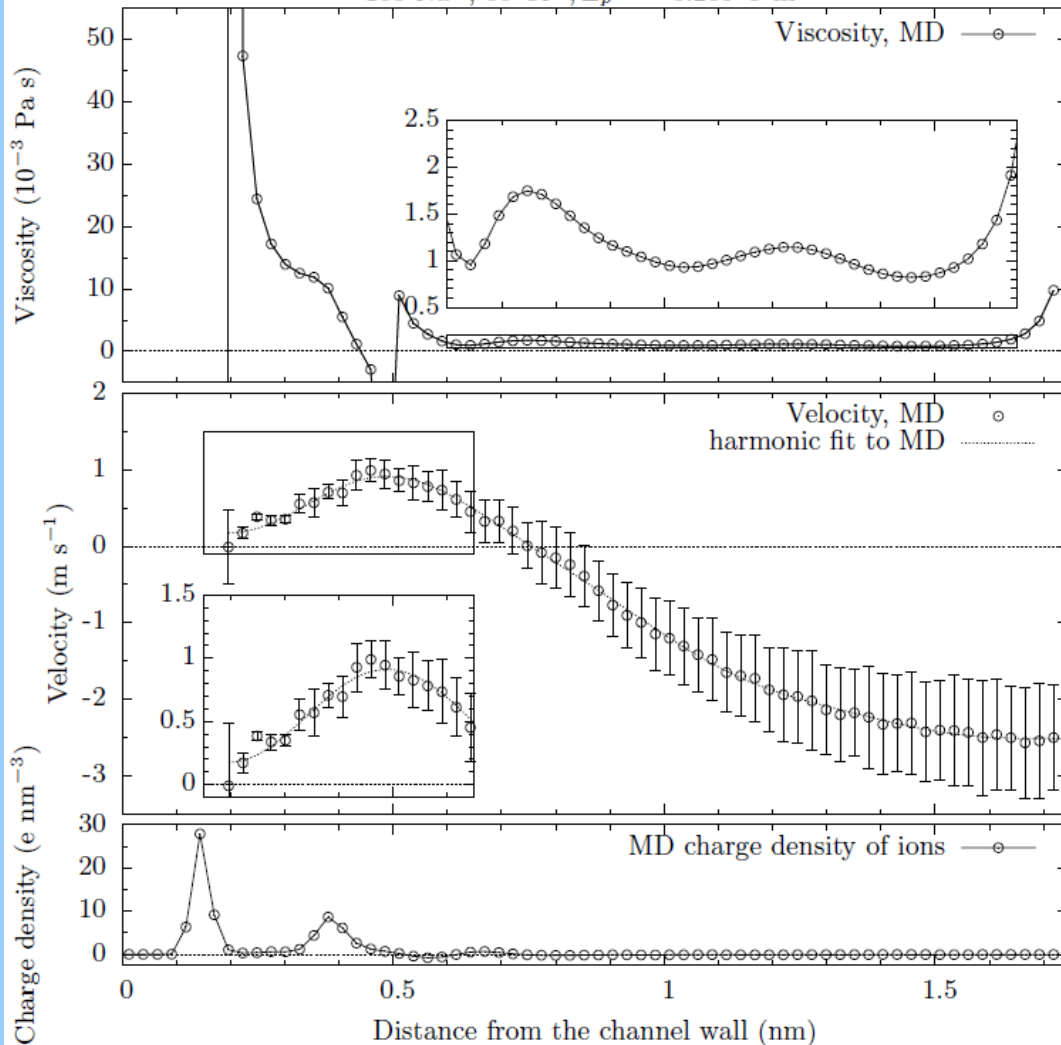 Viscosity, MD
Viscosity (10⁻³ Pa s)
50
40
30
20
10
0
2.5
2
1.5
1
0.5
Velocity, MD
harmonic fit to MD
Velocity (m s⁻¹)
2
1
0
-1
-2
-3
1.5
1
0.5
0
MD charge density of ions
Charge density (e nm⁻³)
30
20
10
0
0 0.5 1 1.5
Distance from the channel wall (nm)